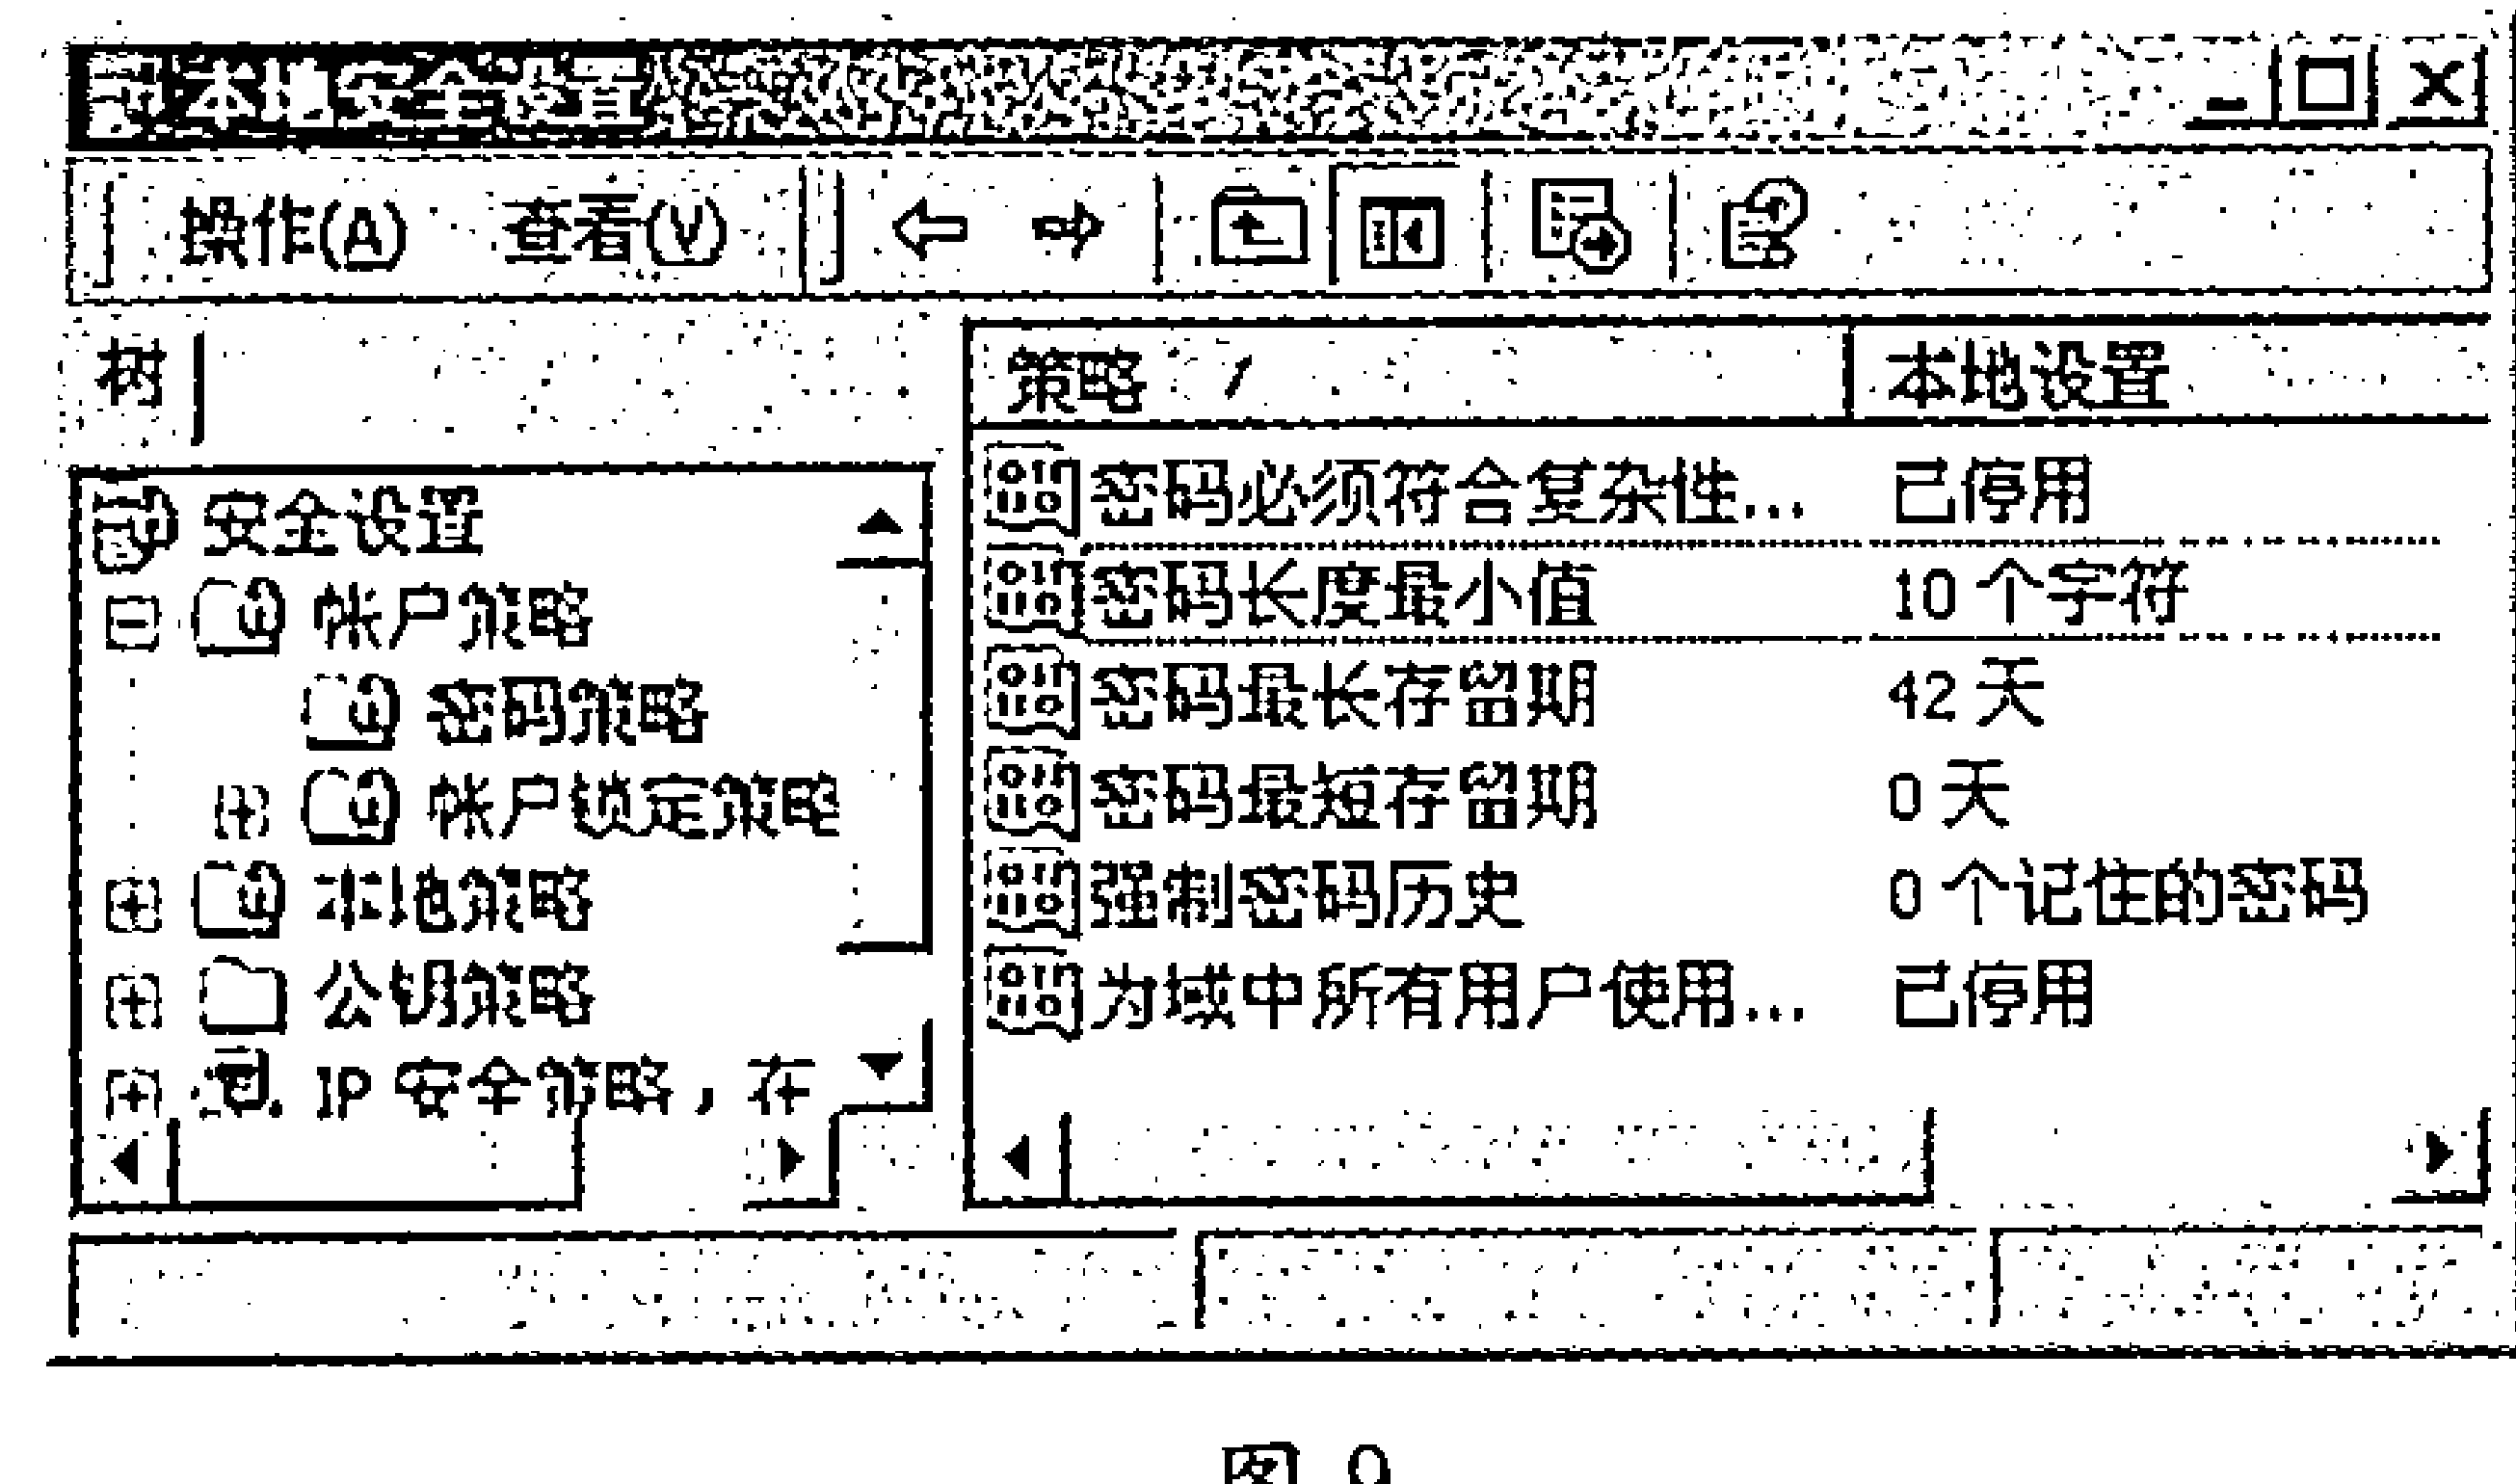 本地安全设置
操作(A) 查看(V)
树
安全设置
帐户策略
密码策略
帐户锁定策略
本地策略
公钥策略
IP 安全策略，在
策略 本地设置
密码必须符合复杂性... 已停用
密码长度最小值 10 个字符
密码最长存留期 42 天
密码最短存留期 0 天
强制密码历史 0 个记住的密码
为域中所有用户使用... 已停用
图